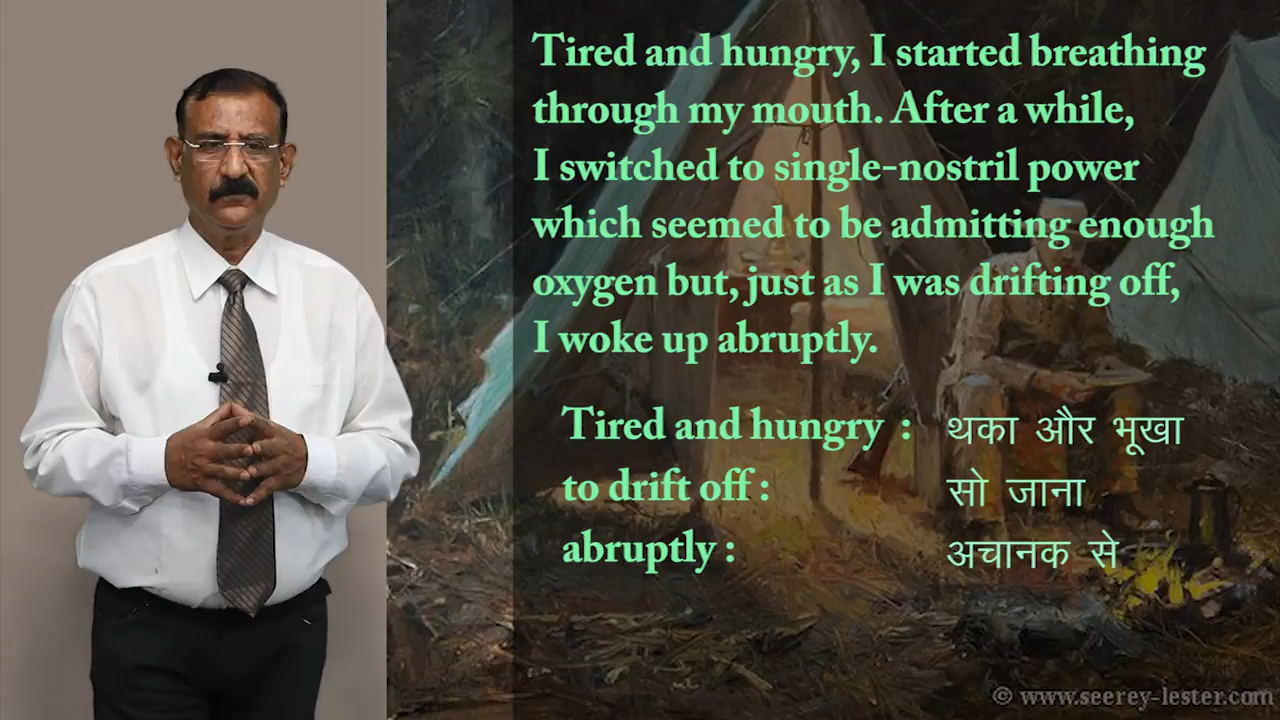 Tired and hungry, I started breathing
through my mouth. After a while,
I switched to single-nostril power
which seemed to be admitting enough
oxygen but, just as I was drifting off,
I woke up abruptly.
Tired and hungry : थका और भूखा
to drift off : सो जाना
abruptly : अचानक से
© www.seerey-lester.com